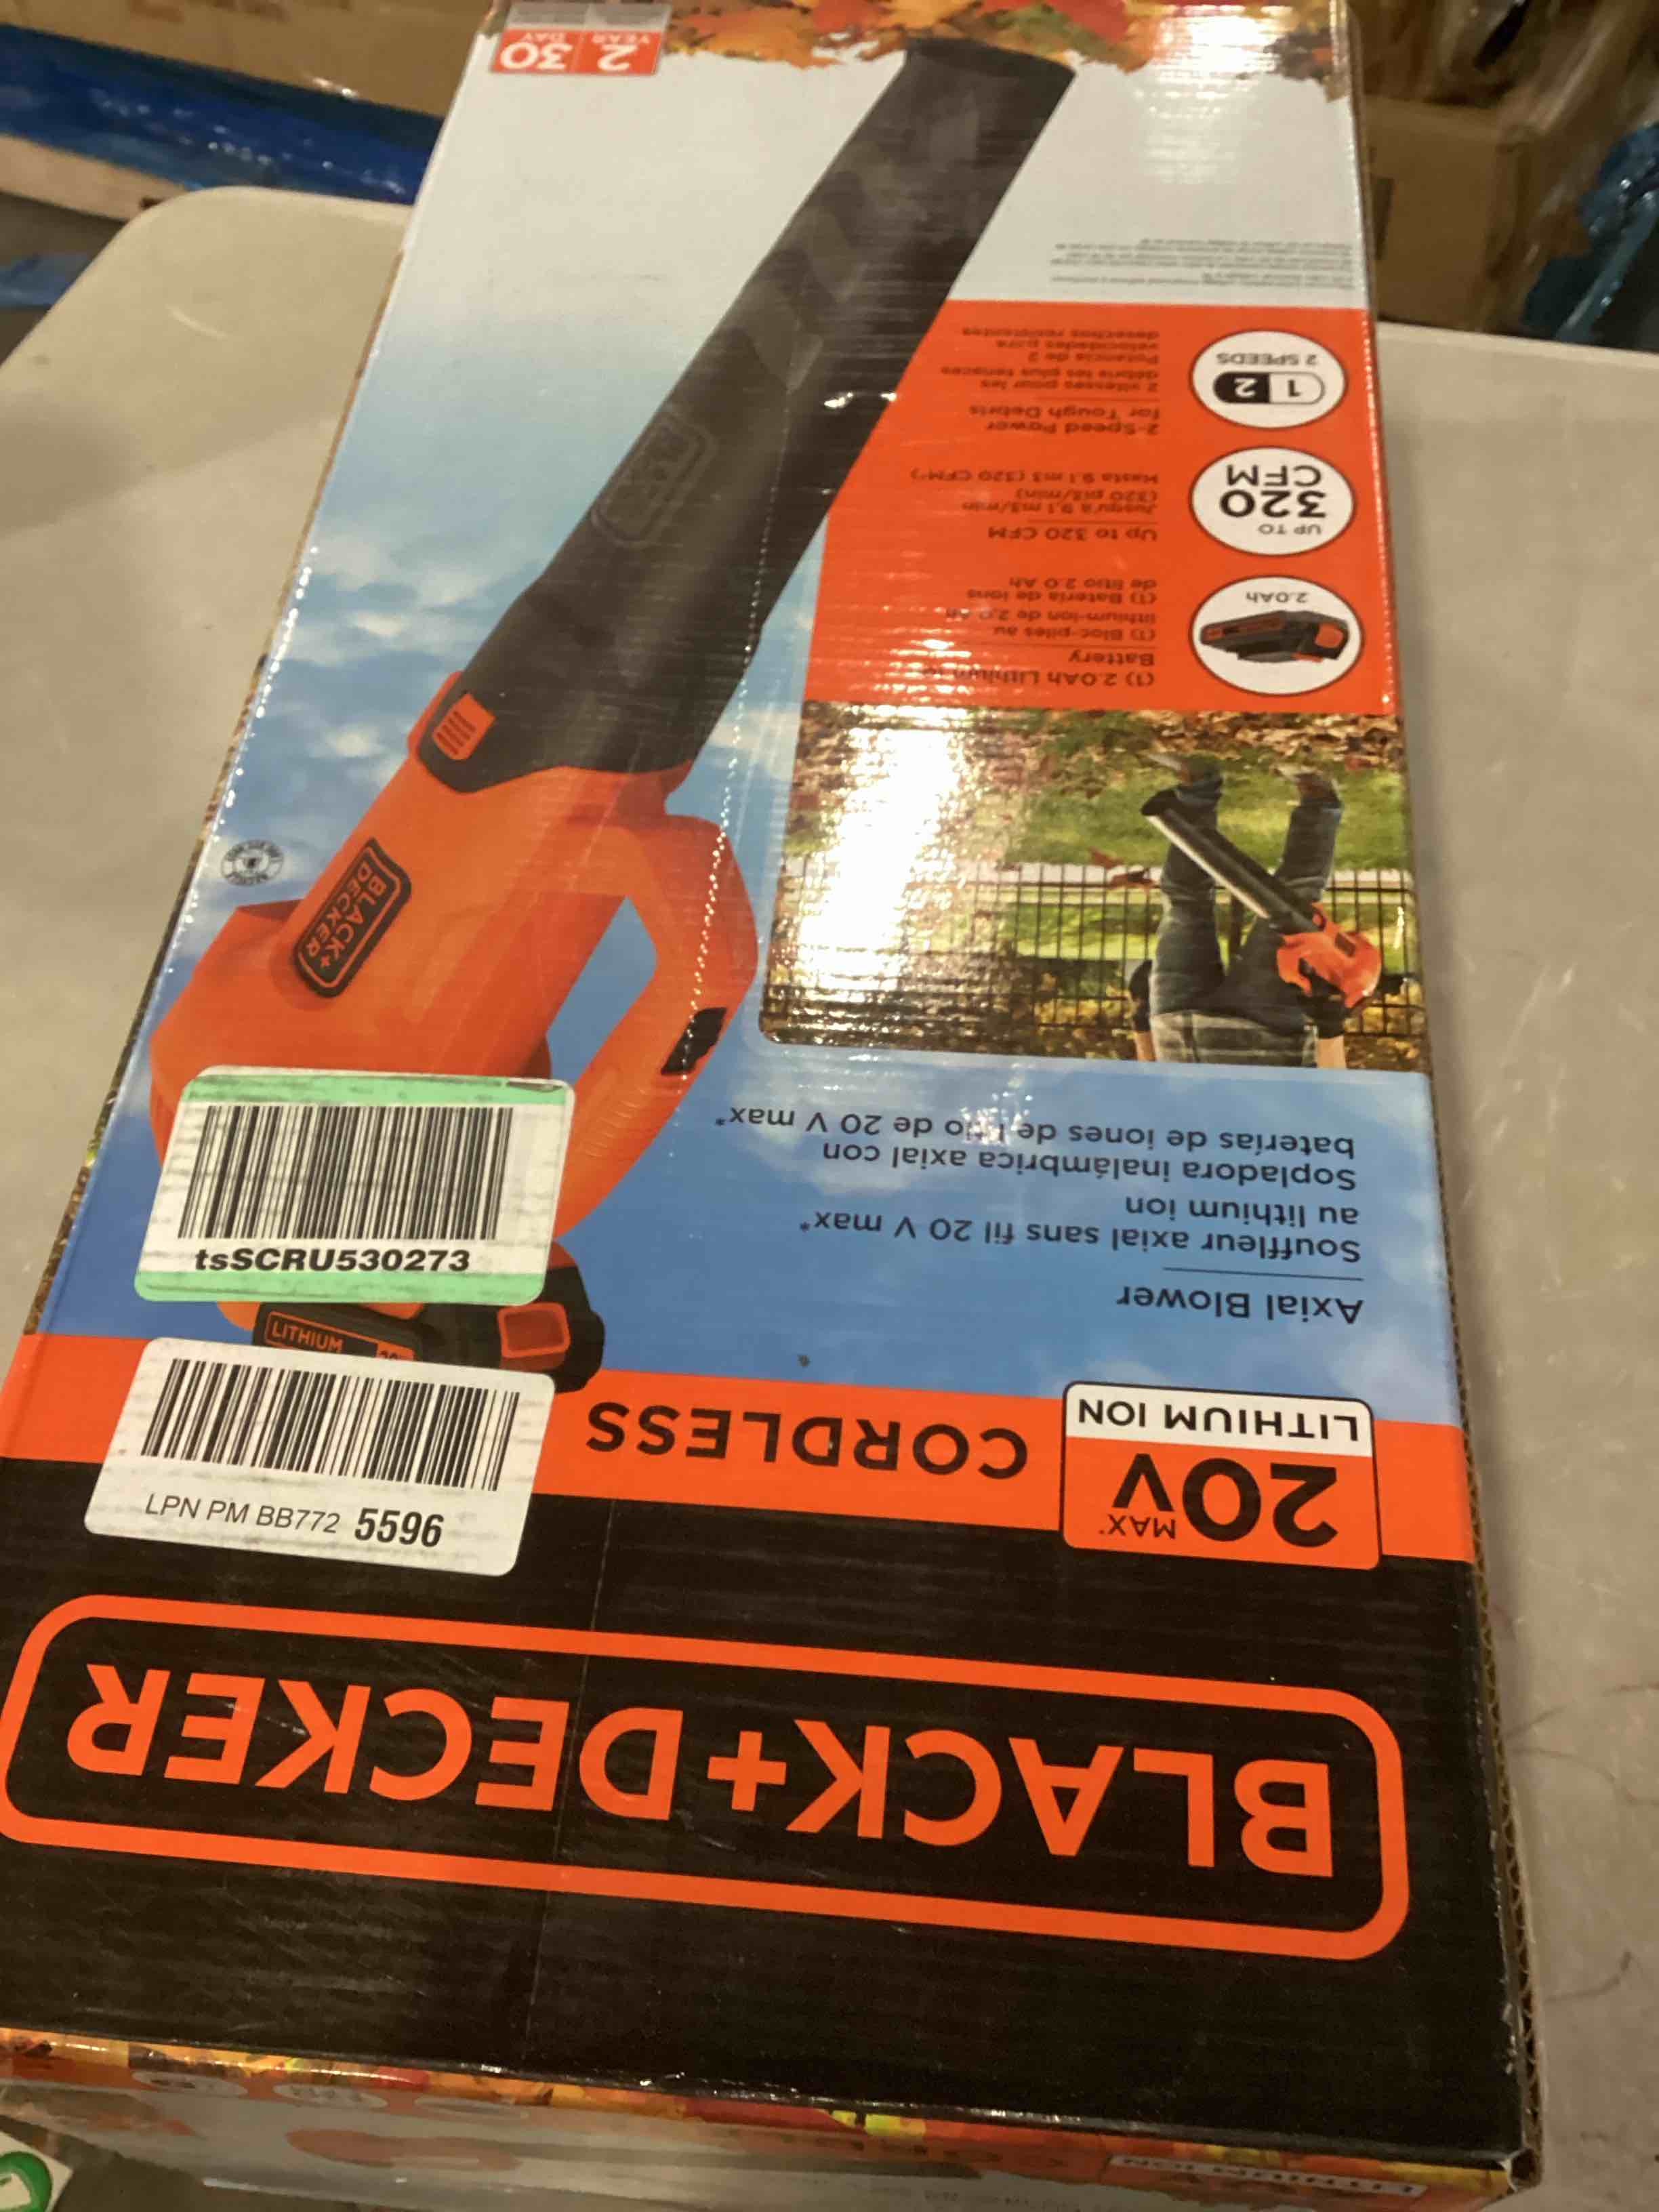 BLACK+DECKER
20V
MAX*
LITHIUM ION
CORDLESS
Axial Blower
Souffleur axial sans fil 20 V max*
au lithium ion
Sopladora inalámbrica axial con
baterías de iones de litio de 20 V max*
2.0Ah
(1) 2.0Ah Lithium Ion
Battery
(1) Bloc-piles au
lithium-ion de 2,0 Ah
(1) Batería de ions
de litio 2.0 Ah
UP TO
320
CFM
Up to 320 CFM
Jusqu'à 9,1 m3/min
(320 pi3/min)
Hasta 9.1 m3 (320 CFM*)
1 2
2 SPEEDS
2-Speed Power
for Tough Debris
2 vitesses pour les
débris les plus tenaces
Potencia de 2
velocidades para
desechos resistentes
BLACK+
DECKER
LITHIUM
tsSCRU530273
LPN PM BB772 5596
2
YEAR
30
DAY